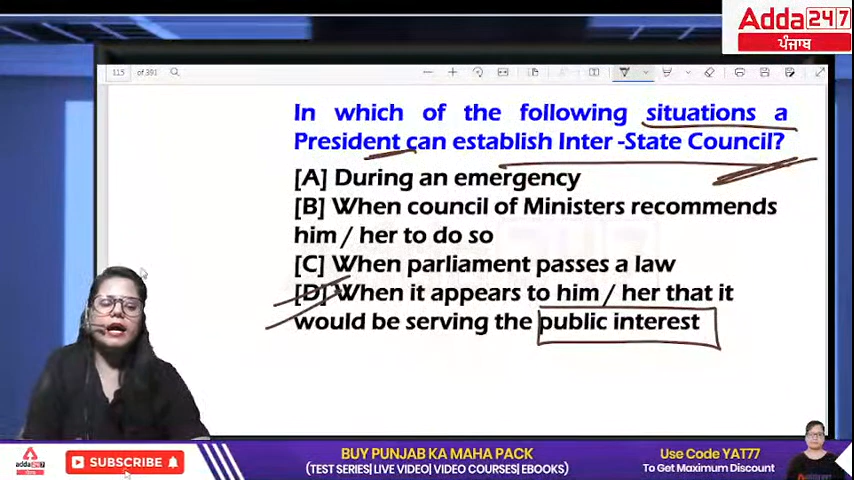 Adda 247
ਪੰਜਾਬ
115 of 391
In which of the following situations a
President can establish Inter -State Council?
[A] During an emergency
[B] When council of Ministers recommends
him / her to do so
[C] When parliament passes a law
[D] When it appears to him / her that it
would be serving the public interest
adda247
SUBSCRIBE
BUY PUNJAB KA MAHA PACK
(TEST SERIES| LIVE VIDEO| VIDEO COURSES| EBOOKS)
Use Code YAT77
To Get Maximum Discount